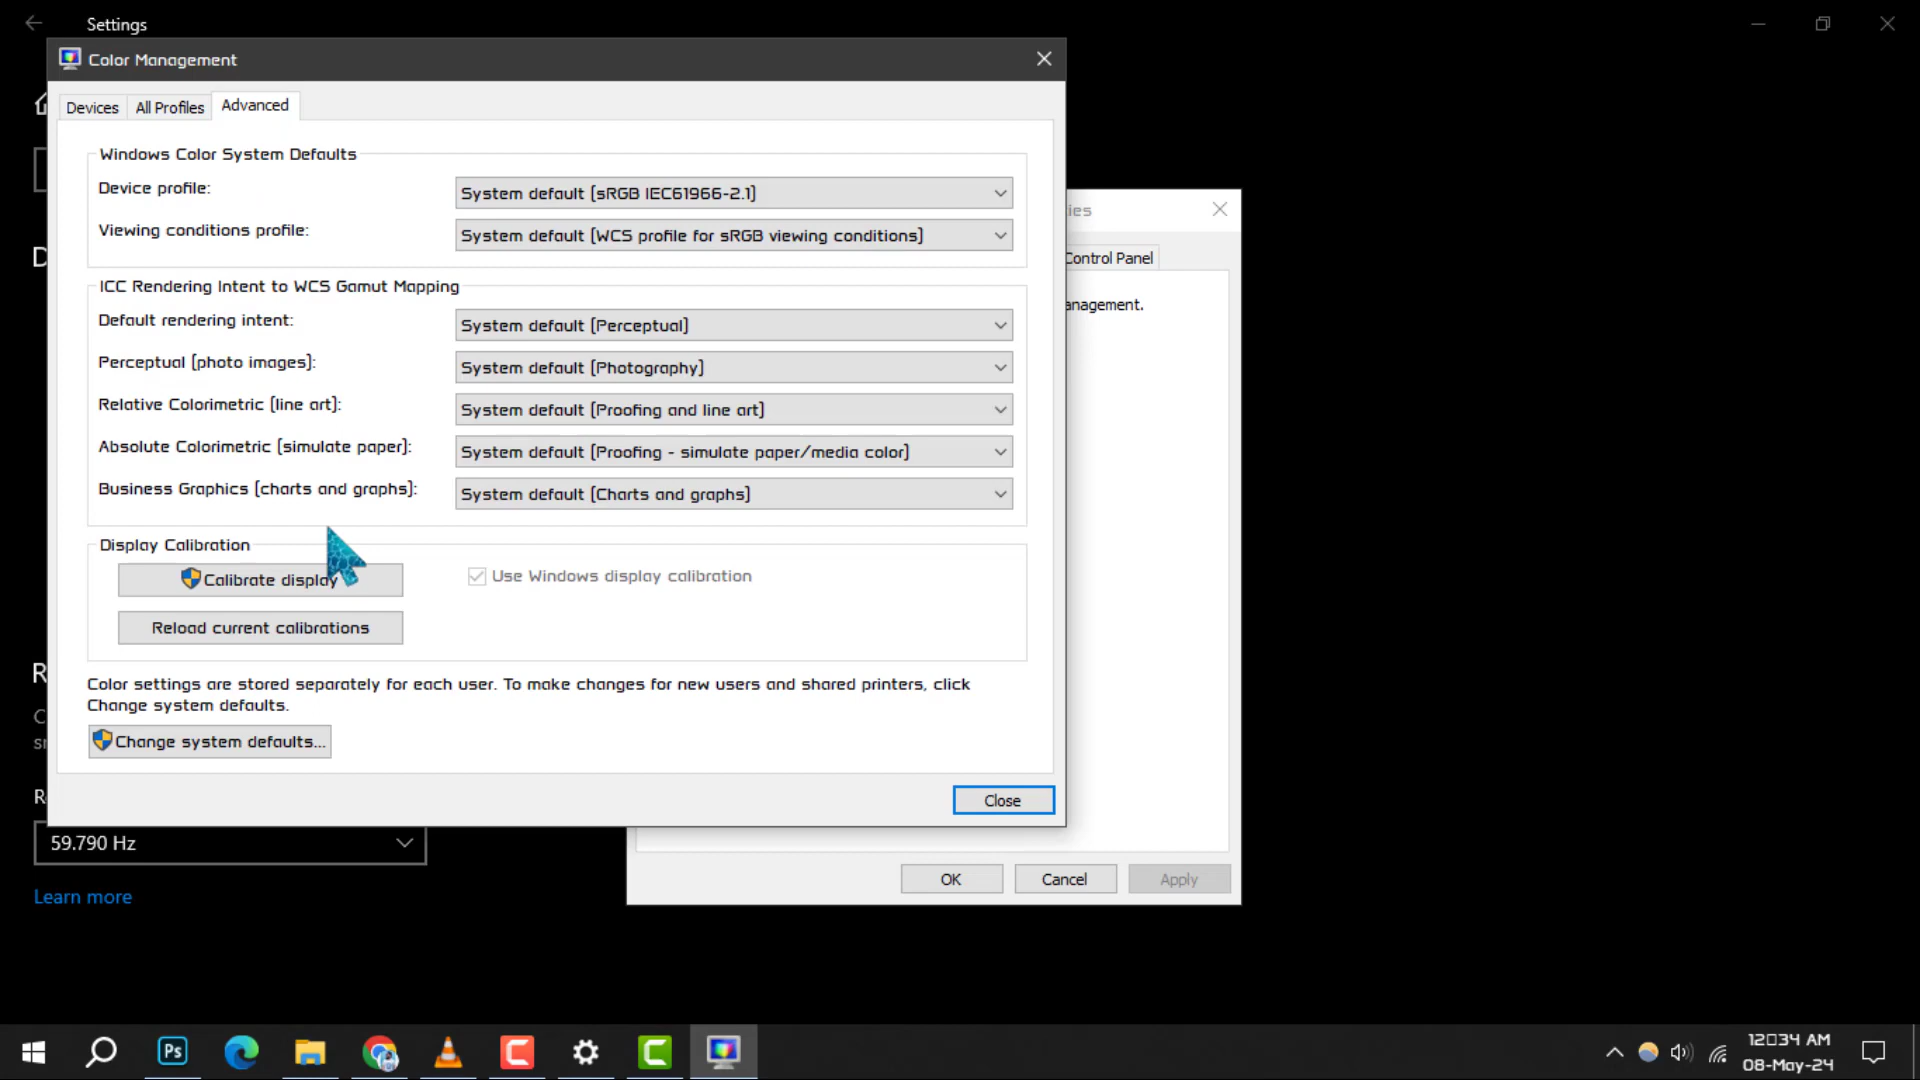 Settings
Color Management
Devices
All Profiles
Advanced
Windows Color System Defaults
Device profile:
System default (sRGB IEC61966-2.1)
Viewing conditions profile:
System default (WCS profile for sRGB viewing conditions)
ICC Rendering Intent to WCS Gamut Mapping
Default rendering intent:
System default (Perceptual)
Perceptual (photo images):
System default (Photography)
Relative Colorimetric (line art):
System default (Proofing and line art)
Absolute Colorimetric (simulate paper):
System default (Proofing - simulate paper/media color)
Business Graphics (charts and graphs):
System default (Charts and graphs)
Display Calibration
Calibrate display
Use Windows display calibration
Reload current calibrations
Color settings are stored separately for each user. To make changes for new users and shared printers, click
Change system defaults.
Change system defaults...
Close
ies
Control Panel
anagement.
D
R
C
sr
R
59.790 Hz
Learn more
OK
Cancel
Apply
Ps
12□34 AM
08-May-24